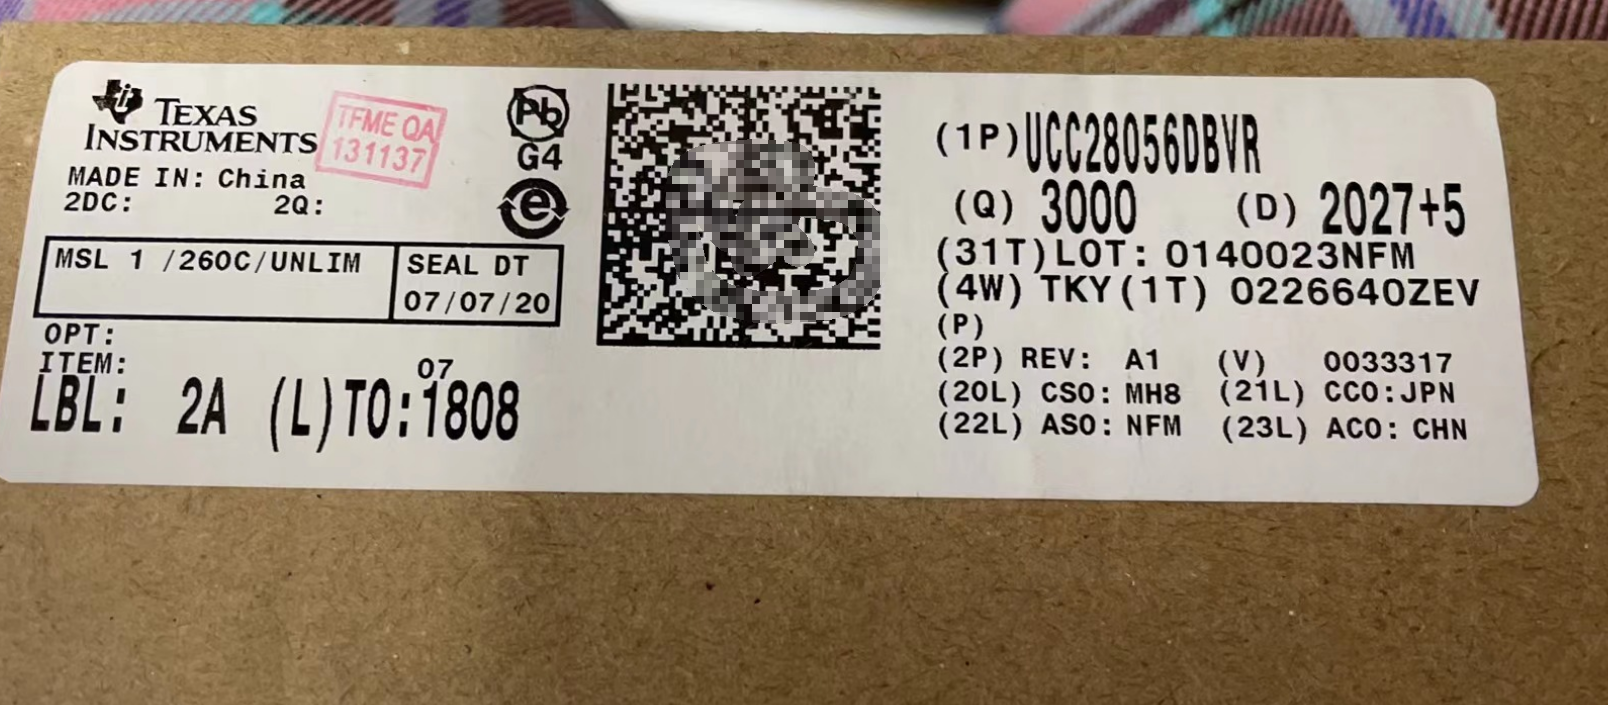 TEXAS
INSTRUMENTS
TFME QA
131137
Pb
G4
e
MADE IN: China
2DC: 2Q:
MSL 1 /260C/UNLIM
SEAL DT
07/07/20
OPT:
ITEM:
07
LBL: 2A (L)TO:1808
(1P)UCC28056DBVR
(Q) 3000 (D) 2027+5
(31T)LOT: 0140023NFM
(4W) TKY(1T) 0226640ZEV
(P)
(2P) REV: A1 (V) 0033317
(20L) CSO: MH8 (21L) CCO:JPN
(22L) ASO: NFM (23L) ACO: CHN